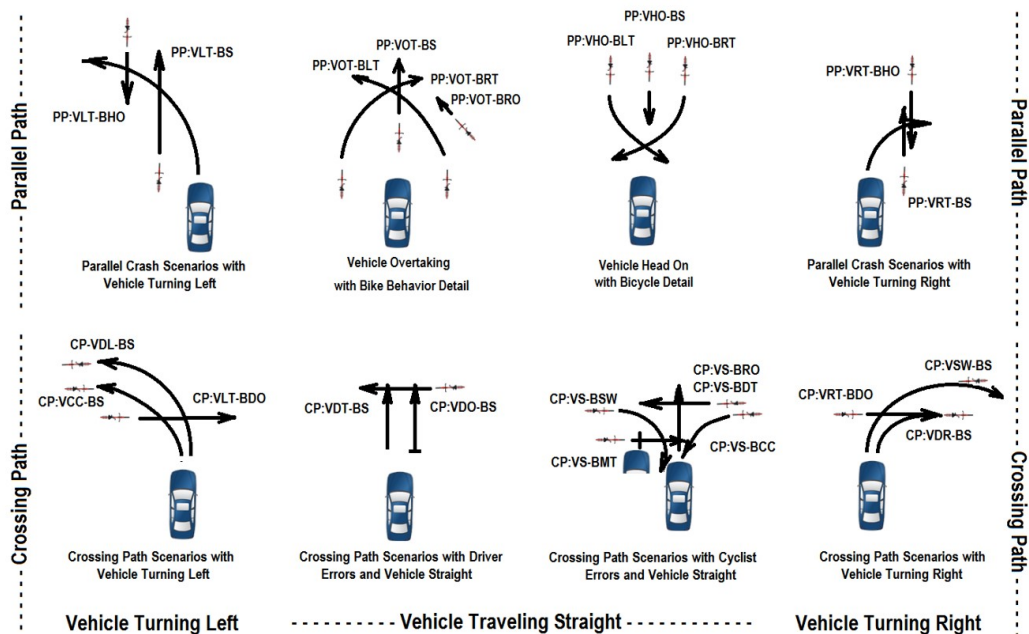 Parallel Path
PP:VLT-BS
PP:VLT-BHO
Parallel Crash Scenarios with
Vehicle Turning Left
PP:VOT-BS
PP:VOT-BLT
PP:VOT-BRT
PP:VOT-BRO
Vehicle Overtaking
with Bike Behavior Detail
PP:VHO-BS
PP:VHO-BLT
PP:VHO-BRT
Vehicle Head On
with Bicycle Detail
PP:VRT-BHO
PP:VRT-BS
Parallel Crash Scenarios with
Vehicle Turning Right
Parallel Path
Crossing Path
CP-VDL-BS
CP:VCC-BS
CP:VLT-BDO
Crossing Path Scenarios with
Vehicle Turning Left
CP:VDT-BS
CP:VDO-BS
Crossing Path Scenarios with Driver
Errors and Vehicle Straight
CP:VS-BRO
CP:VS-BDT
CP:VS-BSW
CP:VS-BCC
CP:VS-BMT
Crossing Path Scenarios with Cyclist
Errors and Vehicle Straight
CP:VSW-BS
CP:VRT-BDO
CP:VDR-BS
Crossing Path Scenarios with
Vehicle Turning Right
Crossing Path
Vehicle Turning Left
Vehicle Traveling Straight
Vehicle Turning Right